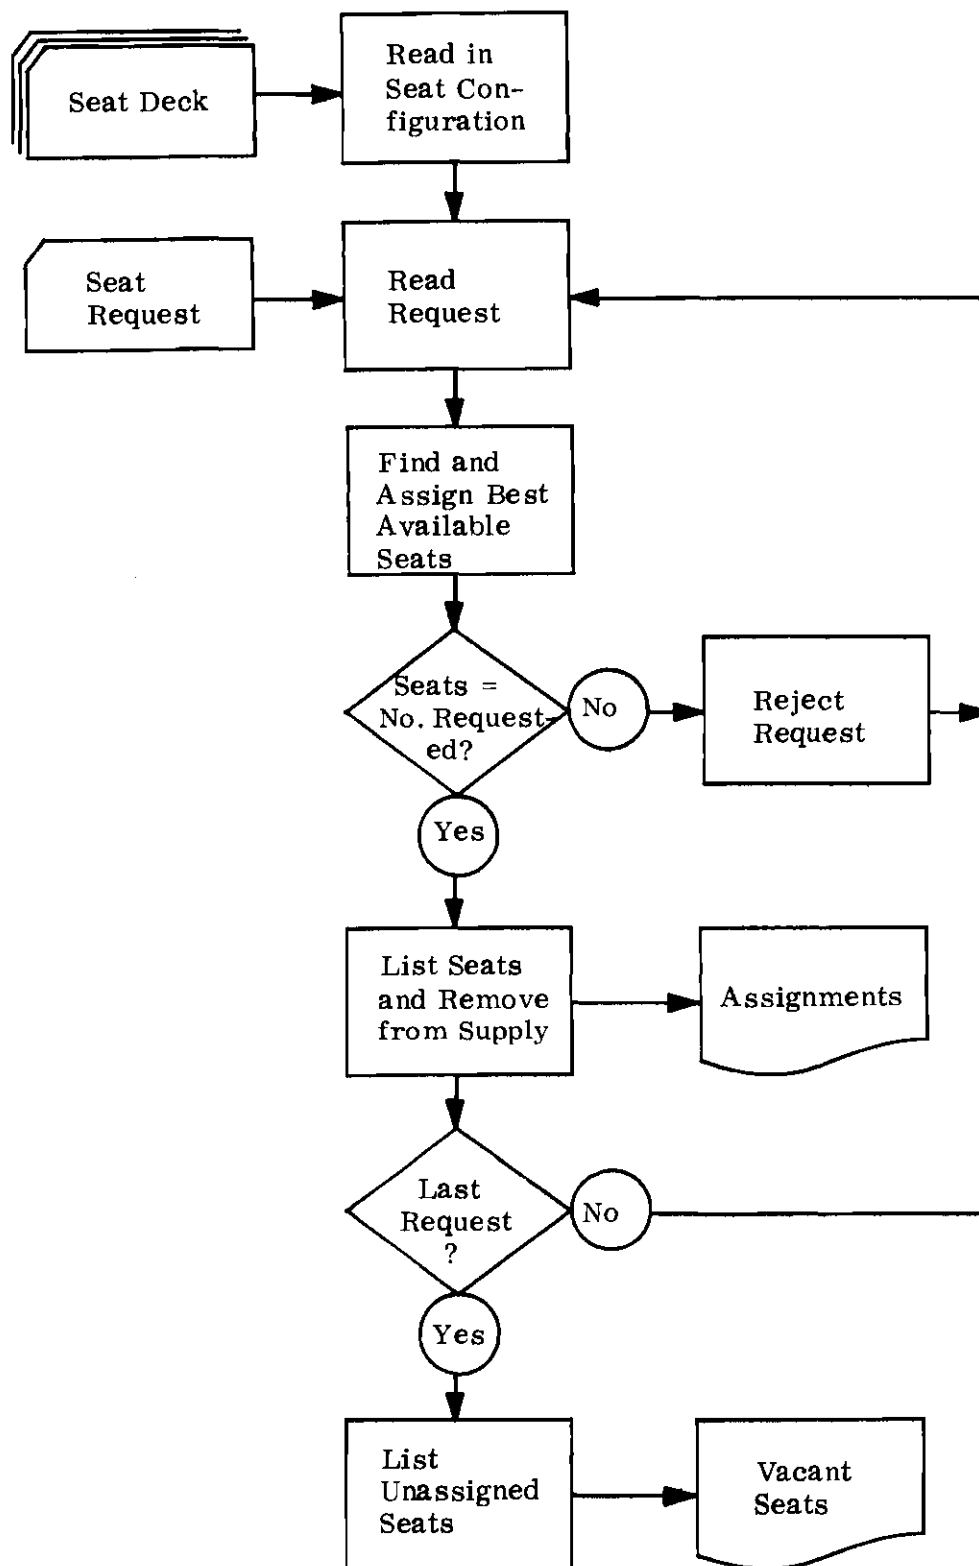 Seat Deck
Read in
Seat Con-
figuration
Seat
Request
Read
Request
Find and
Assign Best
Available
Seats
Seats =
No. Request-
ed?
No
Reject
Request
Yes
List Seats
and Remove
from Supply
Assignments
Last
Request
?
No
Yes
List
Unassigned
Seats
Vacant
Seats